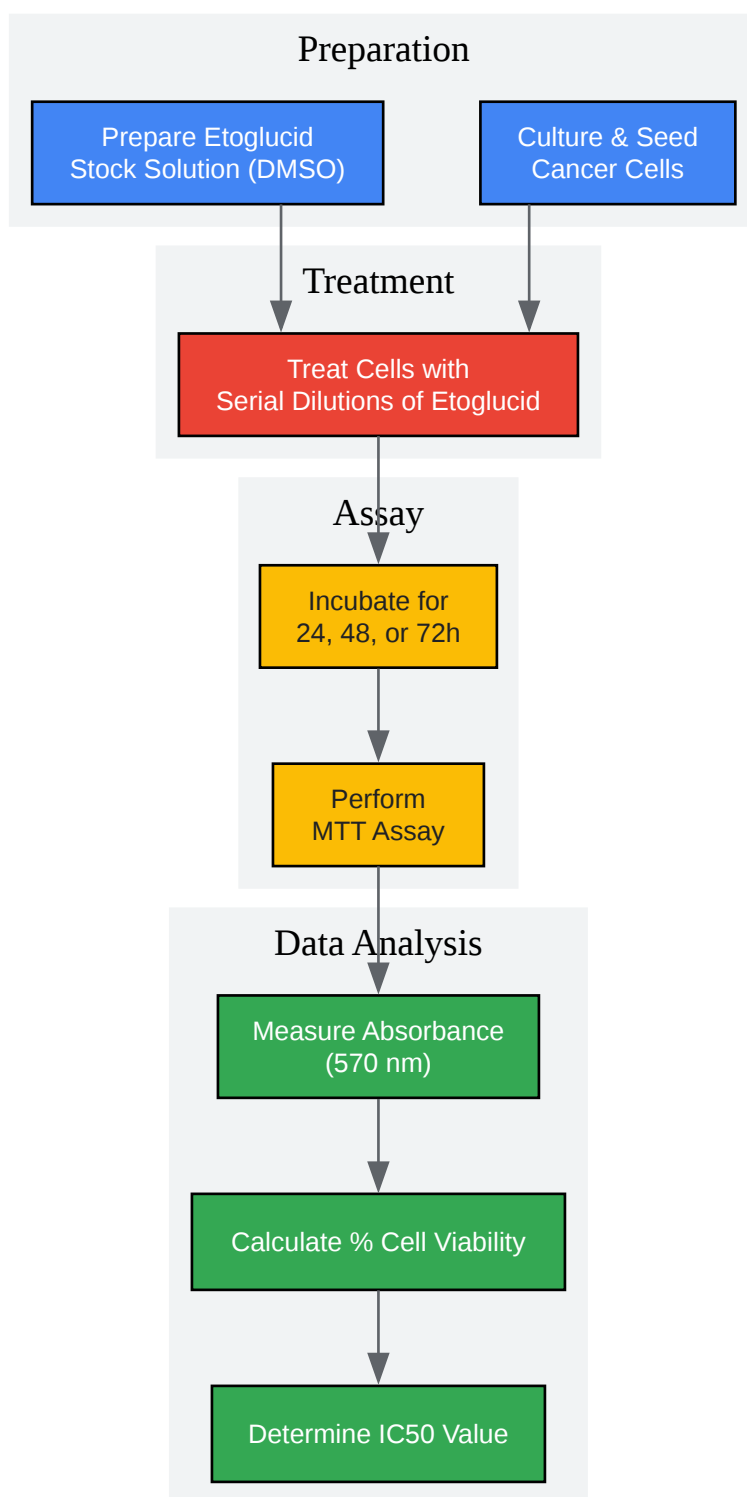 Preparation
Prepare Etoglucid
Stock Solution (DMSO)
Culture & Seed
Cancer Cells
Treatment
Treat Cells with
Serial Dilutions of Etoglucid
Assay
Incubate for
24, 48, or 72h
Perform
MTT Assay
Data Analysis
Measure Absorbance
(570 nm)
Calculate % Cell Viability
Determine IC50 Value